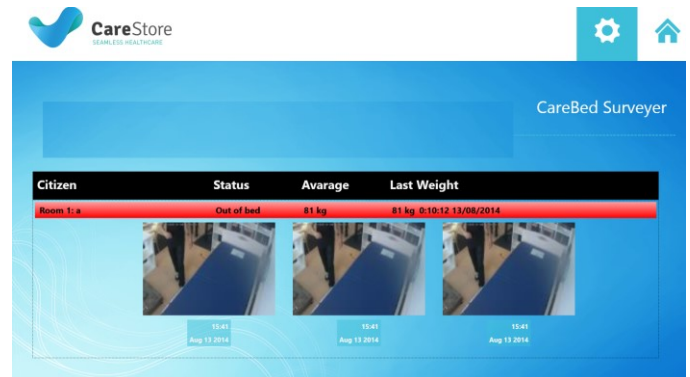 CareStore
SEAMLESS HEALTHCARE
CareBed Surveyer
Citizen Status Avarage Last Weight
Room 1: a Out of bed 81 kg 81 kg 0:10:12 13/08/2014
15:41 15:41 15:41
Aug 13 2014 Aug 13 2014 Aug 13 2014